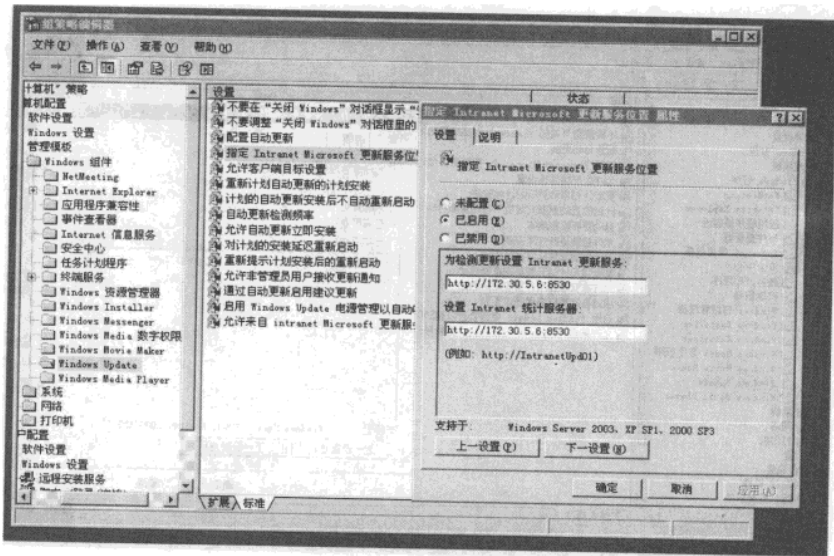 组策略编辑器
文件(F) 操作(A) 查看(V) 帮助(H)
计算机" 策略
算机配置
软件设置
Windows 设置
管理模板
Windows 组件
NetMeeting
Internet Explorer
应用程序兼容性
事件查看器
Internet 信息服务
安全中心
任务计划程序
终端服务
Windows 资源管理器
Windows Installer
Windows Messenger
Windows Media 数字权限
Windows Movie Maker
Windows Update
Windows Media Player
系统
网络
打印机
户配置
软件设置
Windows 设置
远程安装服务
设置
状态
不要在“关闭 Windows”对话框显示“
不要调整“关闭 Windows”对话框里的
配置自动更新
指定 Intranet Microsoft 更新服务位
允许客户端目标设置
重新计划自动更新的计划安装
计划的自动更新安装后不自动重新启动
自动更新检测频率
允许自动更新立即安装
对计划的安装延迟重新启动
重新提示计划安装后的重新启动
允许非管理员用户接收更新通知
通过自动更新启用建议更新
启用 Windows Update 电源管理以自动
允许来自 intranet Microsoft 更新服
扩展 标准
指定 Intranet Microsoft 更新服务位置 属性
设置 说明
指定 Intranet Microsoft 更新服务位置
未配置(C)
已启用(E)
已禁用(D)
为检测更新设置 Intranet 更新服务:
http://172.30.5.6:8530
设置 Intranet 统计服务器:
http://172.30.5.6:8530
(例如: http://IntranetUpd01)
支持于: Windows Server 2003、XP SP1、2000 SP3
上一设置(P) 下一设置(N)
确定 取消 应用(A)